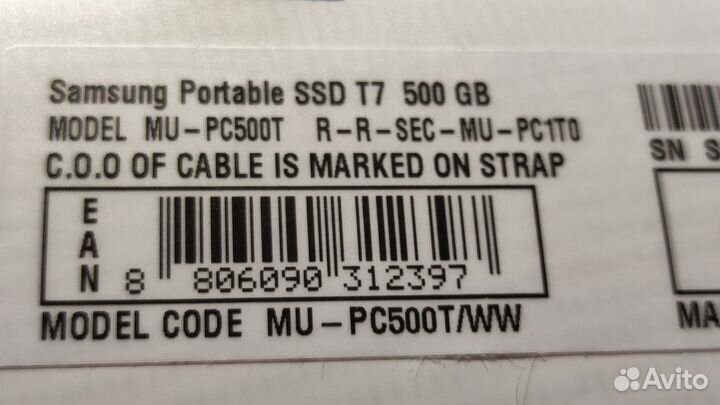 Samsung Portable SSD T7 500 GB
MODEL MU-PC500T R-R-SEC-MU-PC1T0
C.O.O OF CABLE IS MARKED ON STRAP
EAN
8 806090 312397
MODEL CODE MU-PC500T/WW
SN S
MA
Avito